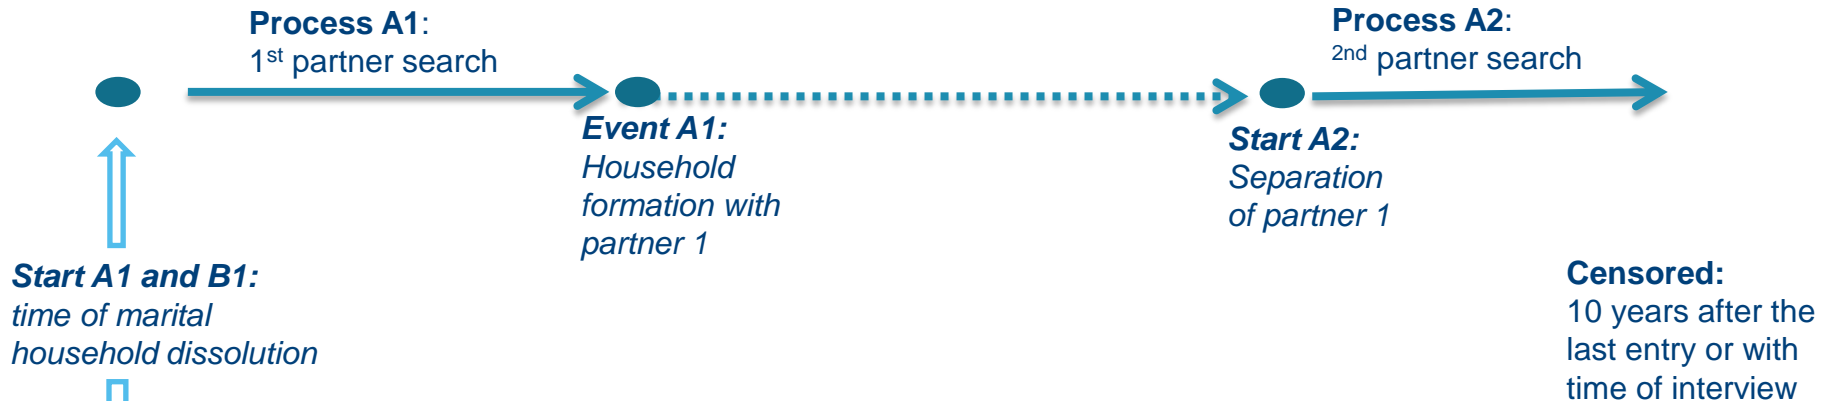 Process A1:
1st partner search
Process A2:
2nd partner search
Event A1:
Household
formation with
partner 1
Start A2:
Separation
of partner 1
Start A1 and B1:
time of marital
household dissolution
Censored:
10 years after the
last entry or with
time of interview